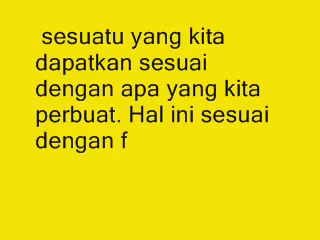 sesuatu yang kita
dapatkan sesuai
dengan apa yang kita
perbuat. Hal ini sesuai
dengan f